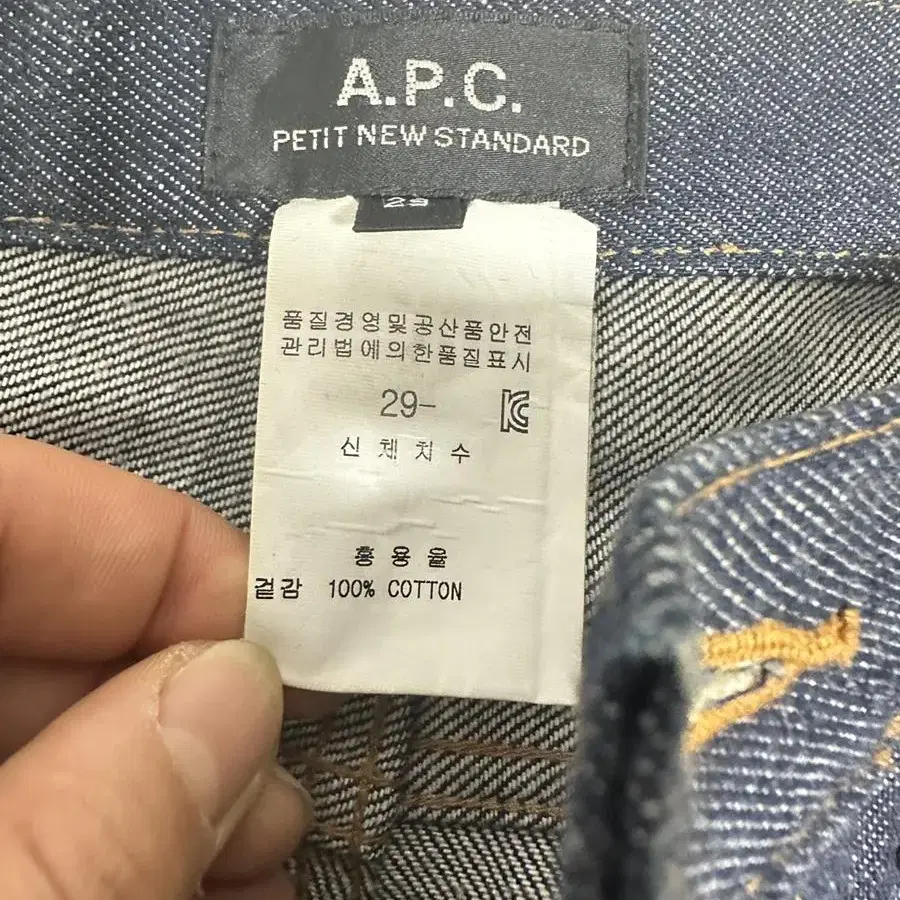 A.P.C.
PETIT NEW STANDARD
29
품질경영및공산품안전
관리법에의한품질표시
29-
신체치수
혼용율
겉감 100% COTTON